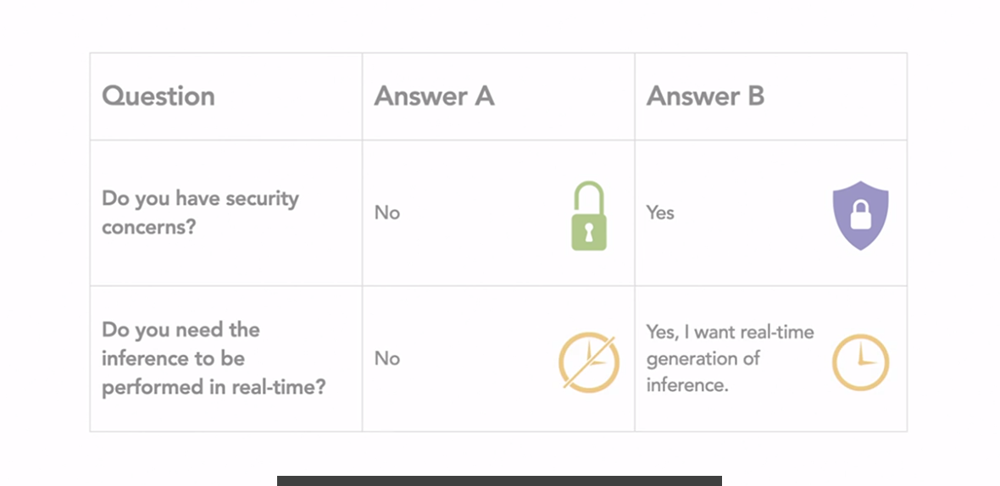 Question
Answer A
Answer B
Do you have security
concerns?
No
Yes
Do you need the
inference to be
performed in real-time?
No
Yes, I want real-time
generation of
inference.